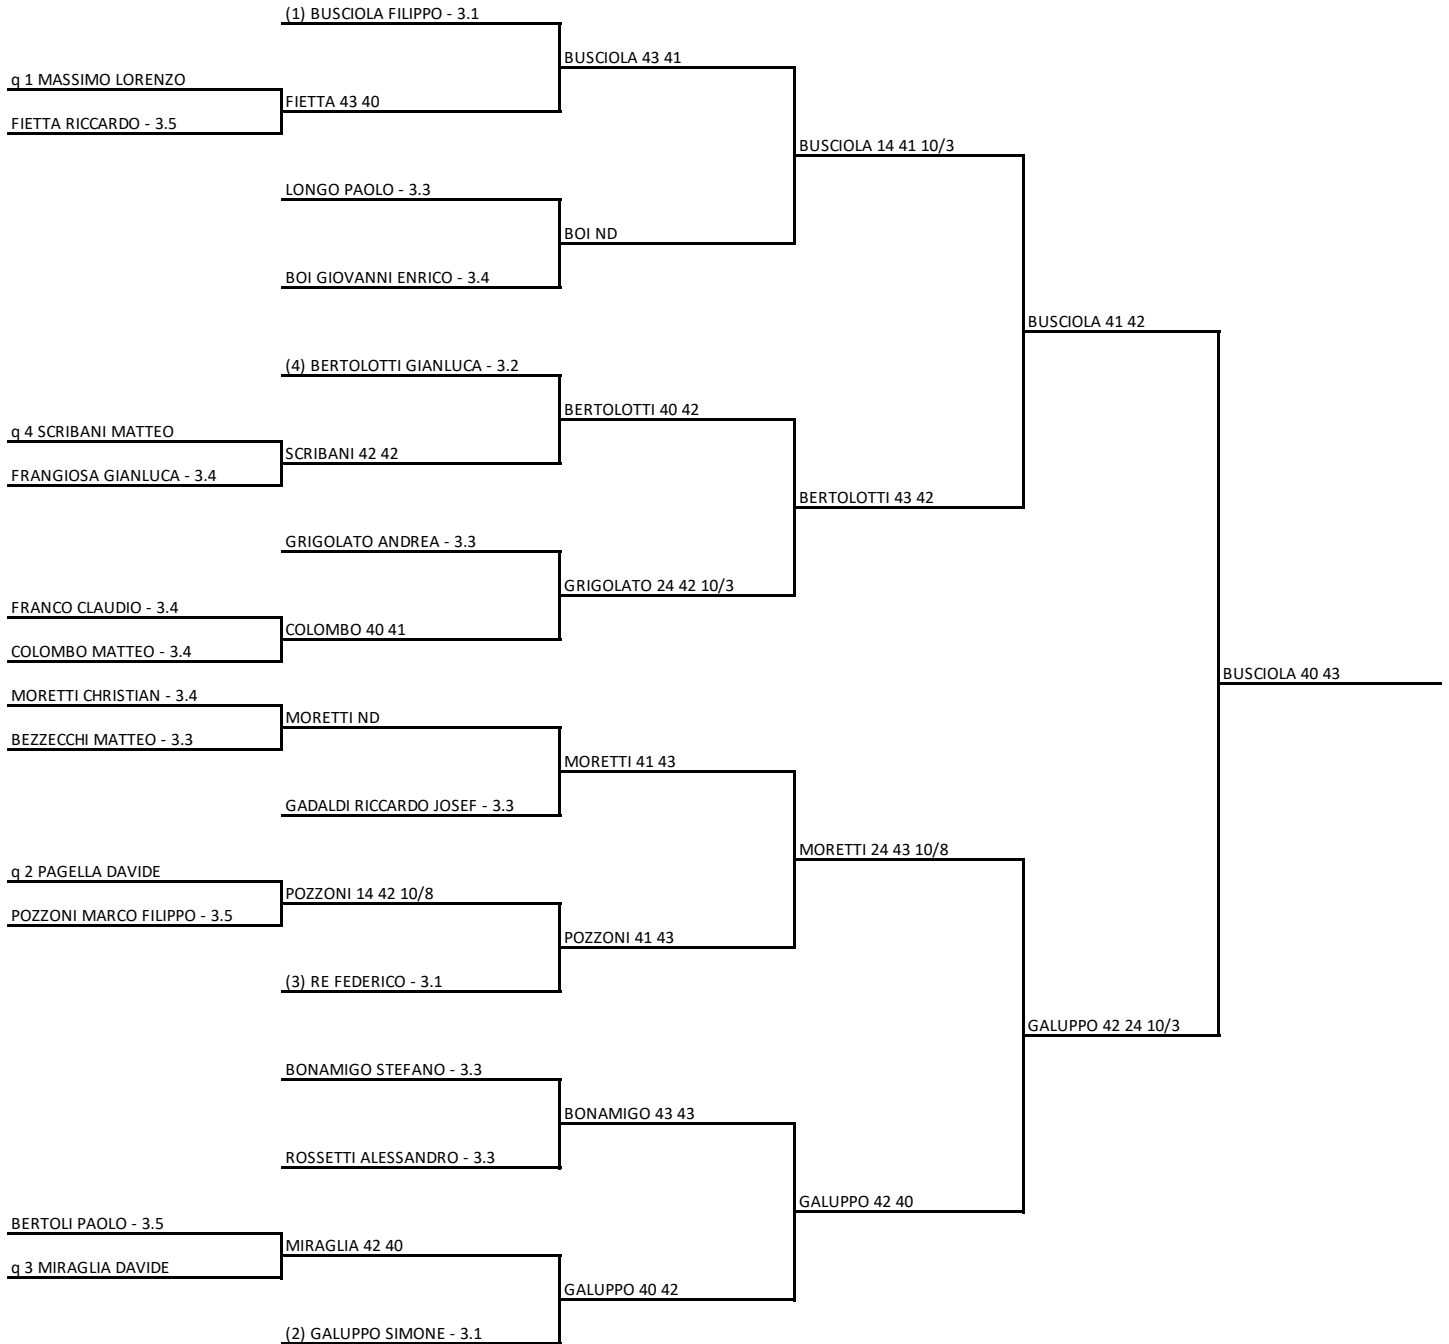 (1) BUSCIOLA FILIPPO - 3.1
BUSCIOLA 43 41
q 1 MASSIMO LORENZO
FIETTA 43 40
FIETTA RICCARDO - 3.5
BUSCIOLA 14 41 10/3
LONGO PAOLO - 3.3
BOI ND
BOI GIOVANNI ENRICO - 3.4
BUSCIOLA 41 42
(4) BERTOLOTTI GIANLUCA - 3.2
BERTOLOTTI 40 42
q 4 SCRIBANI MATTEO
SCRIBANI 42 42
FRANGIOSA GIANLUCA - 3.4
BERTOLOTTI 43 42
GRIGOLATO ANDREA - 3.3
GRIGOLATO 24 42 10/3
FRANCO CLAUDIO - 3.4
COLOMBO 40 41
COLOMBO MATTEO - 3.4
BUSCIOLA 40 43
MORETTI CHRISTIAN - 3.4
MORETTI ND
BEZZECCHI MATTEO - 3.3
MORETTI 41 43
GADALDI RICCARDO JOSEF - 3.3
MORETTI 24 43 10/8
q 2 PAGELLA DAVIDE
POZZONI 14 42 10/8
POZZONI MARCO FILIPPO - 3.5
POZZONI 41 43
(3) RE FEDERICO - 3.1
GALUPPO 42 24 10/3
BONAMIGO STEFANO - 3.3
BONAMIGO 43 43
ROSSETTI ALESSANDRO - 3.3
GALUPPO 42 40
BERTOLI PAOLO - 3.5
MIRAGLIA 42 40
q 3 MIRAGLIA DAVIDE
GALUPPO 40 42
(2) GALUPPO SIMONE - 3.1